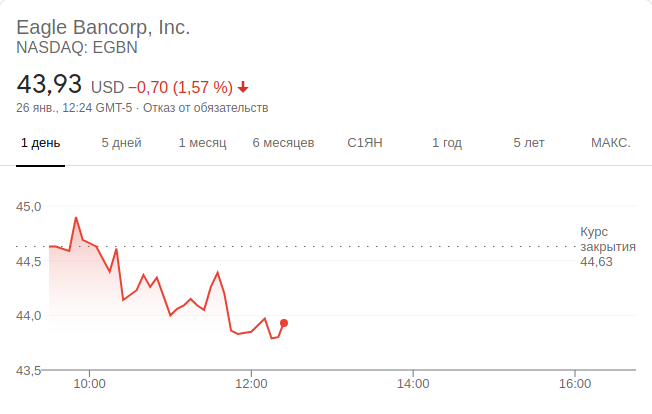 Eagle Bancorp, Inc.
NASDAQ: EGBN
43,93 USD −0,70 (1,57 %)
26 янв., 12:24 GMT-5 · Отказ от обязательств
1 день 5 дней 1 месяц 6 месяцев С1ЯН 1 год 5 лет МАКС.
45,0
Курс
закрытия
44,63
44,5
44,0
43,5
10:00 12:00 14:00 16:00